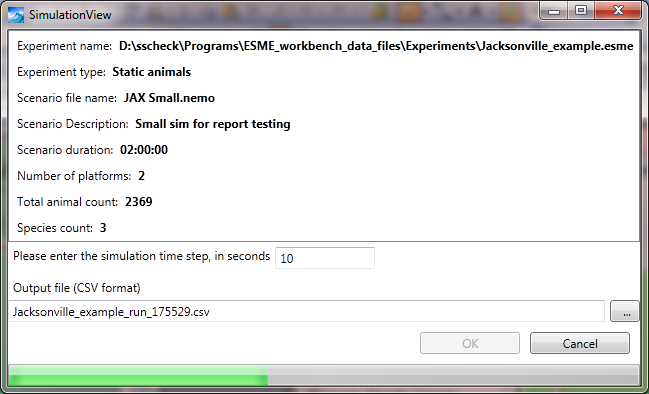 SimulationView
Experiment name: D:\sscheck\Programs\ESME_workbench_data_files\Experiments\Jacksonville_example.esme
Experiment type: Static animals
Scenario file name: JAX Small.nemo
Scenario Description: Small sim for report testing
Scenario duration: 02:00:00
Number of platforms: 2
Total animal count: 2369
Species count: 3
Please enter the simulation time step, in seconds 10
Output file (CSV format)
Jacksonville_example_run_175529.csv ...
OK Cancel